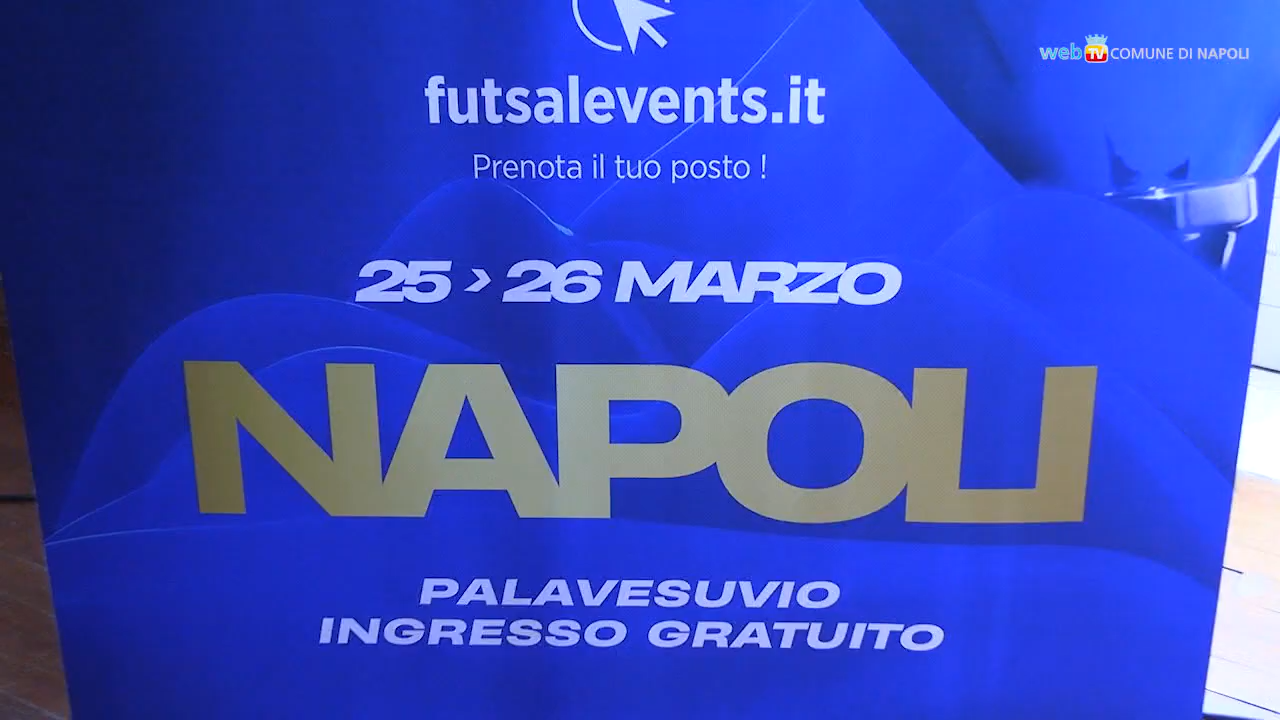 web TV COMUNE DI NAPOLI
futsalevents.it
Prenota il tuo posto !
25 > 26 MARZO
NAPOLI
PALAVESUVIO
INGRESSO GRATUITO